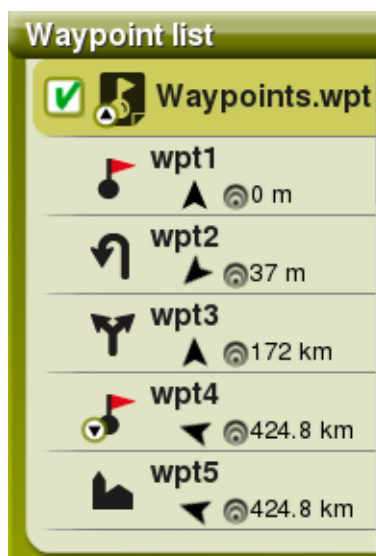 Waypoint list
Waypoints.wpt
wpt1
0 m
wpt2
37 m
wpt3
172 km
wpt4
424.8 km
wpt5
424.8 km